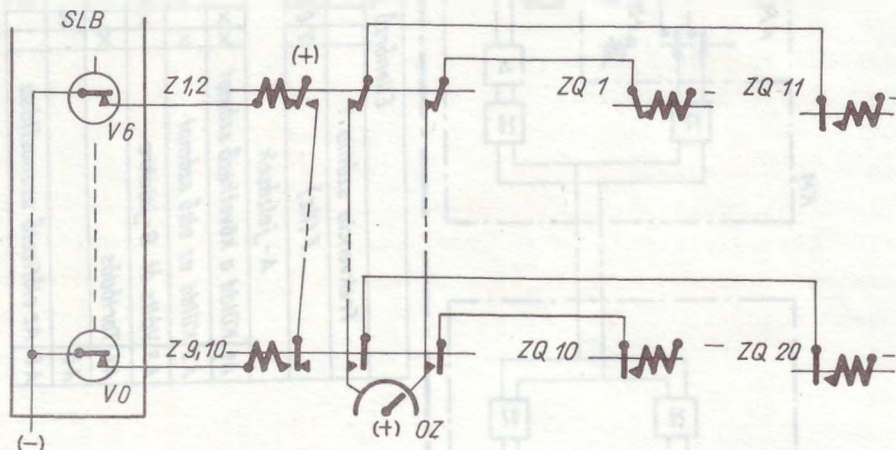 SLB
(+)
Z 1,2
ZQ 1
–
ZQ 11
–
V6
V0
Z 9,10
ZQ 10
–
ZQ 20
–
(–)
(+) OZ